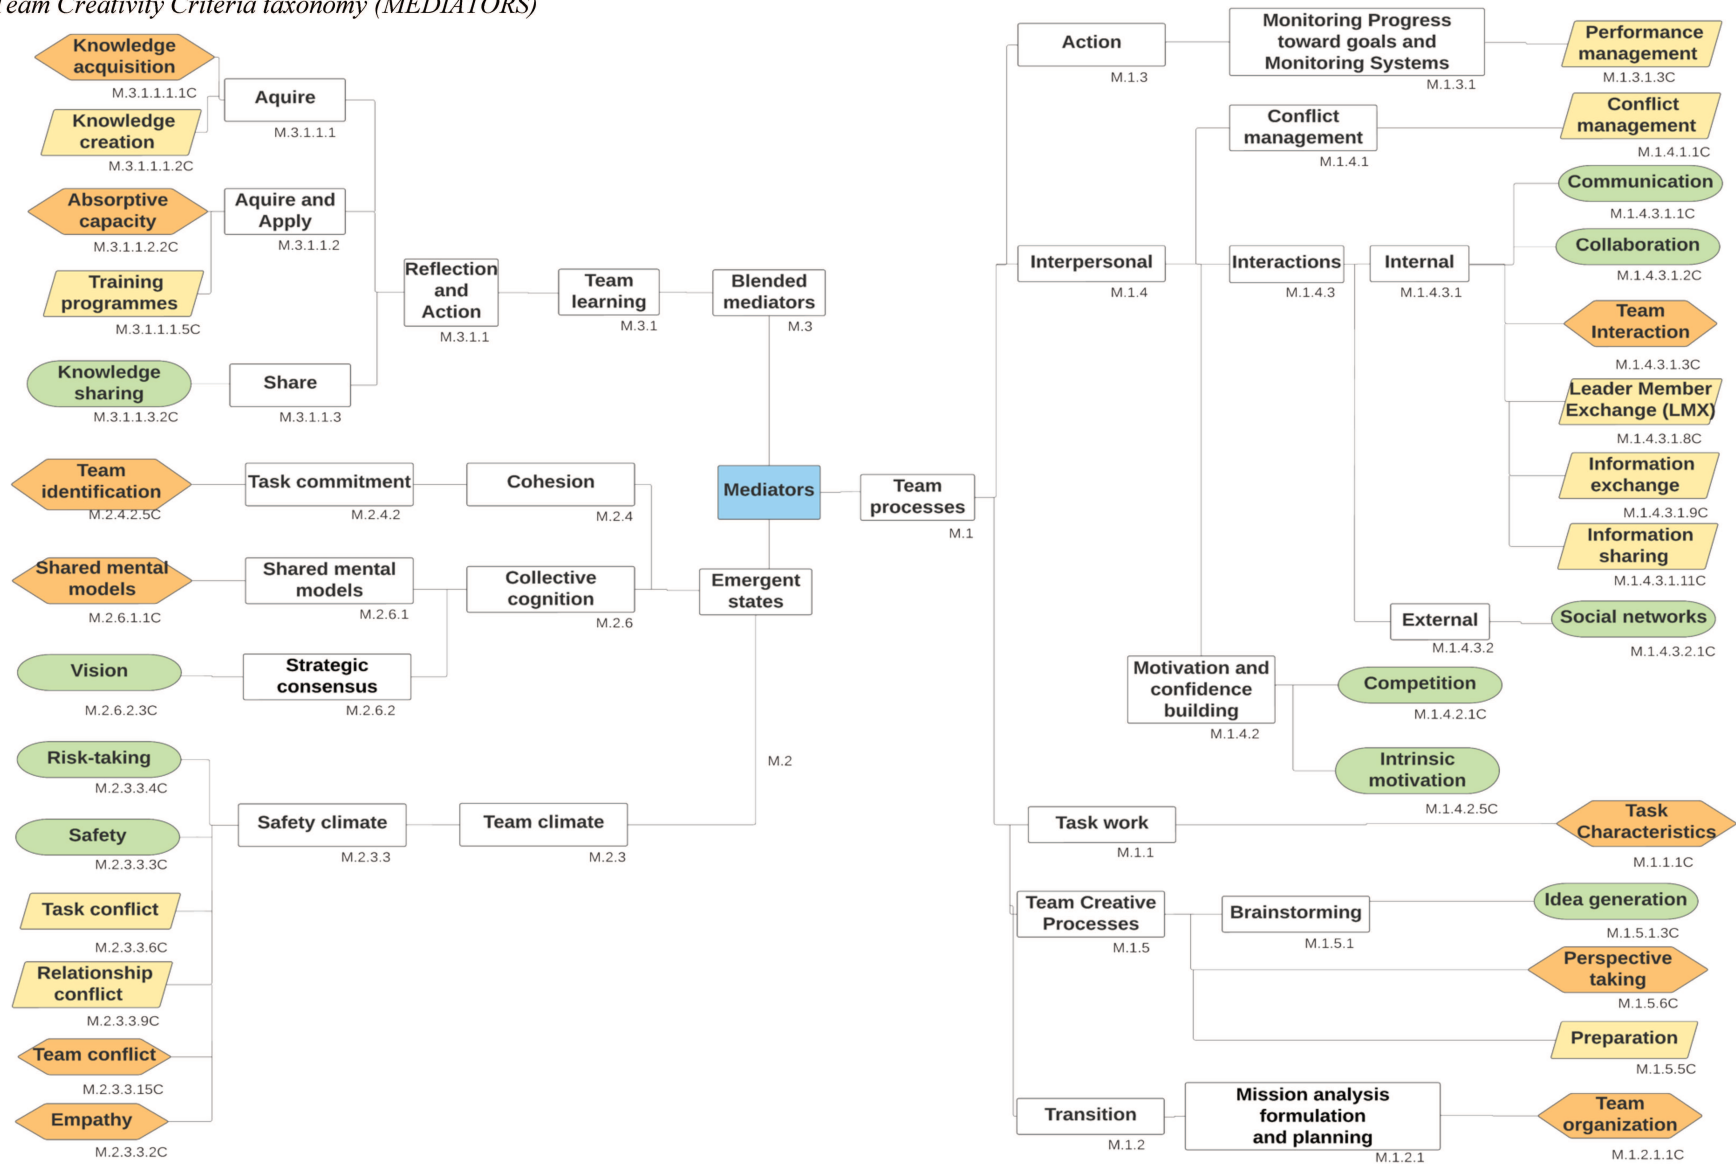 Team Creativity Criteria taxonomy (MEDIATORS)
Knowledge
acquisition
M.3.1.1.1.1C
Knowledge
creation
M.3.1.1.1.2C
Aquire
M.3.1.1.1
Absorptive
capacity
M.3.1.1.2.2C
Training
programmes
M.3.1.1.1.5C
Aquire and
Apply
M.3.1.1.2
Knowledge
sharing
M.3.1.1.3.2C
Share
M.3.1.1.3
Reflection
and
Action
M.3.1.1
Team
learning
M.3.1
Blended
mediators
M.3
Team
identification
M.2.4.2.5C
Task commitment
M.2.4.2
Cohesion
M.2.4
Shared mental
models
M.2.6.1.1C
Shared mental
models
M.2.6.1
Collective
cognition
M.2.6
Vision
M.2.6.2.3C
Strategic
consensus
M.2.6.2
Mediators
Emergent
states
M.2
Risk-taking
M.2.3.3.4C
Safety
M.2.3.3.3C
Task conflict
M.2.3.3.6C
Relationship
conflict
M.2.3.3.9C
Team conflict
M.2.3.3.15C
Empathy
M.2.3.3.2C
Safety climate
M.2.3.3
Team climate
M.2.3
Team
processes
M.1
Action
M.1.3
Monitoring Progress
toward goals and
Monitoring Systems
M.1.3.1
Performance
management
M.1.3.1.3C
Conflict
management
M.1.4.1
Conflict
management
M.1.4.1.1C
Interpersonal
M.1.4
Interactions
M.1.4.3
Internal
M.1.4.3.1
Communication
M.1.4.3.1.1C
Collaboration
M.1.4.3.1.2C
Team
Interaction
M.1.4.3.1.3C
Leader Member
Exchange (LMX)
M.1.4.3.1.8C
Information
exchange
M.1.4.3.1.9C
Information
sharing
M.1.4.3.1.11C
External
M.1.4.3.2
Social networks
M.1.4.3.2.1C
Motivation and
confidence
building
M.1.4.2
Competition
M.1.4.2.1C
Intrinsic
motivation
M.1.4.2.5C
Task work
M.1.1
Task
Characteristics
M.1.1.1C
Team Creative
Processes
M.1.5
Brainstorming
M.1.5.1
Idea generation
M.1.5.1.3C
Perspective
taking
M.1.5.6C
Preparation
M.1.5.5C
Transition
M.1.2
Mission analysis
formulation
and planning
M.1.2.1
Team
organization
M.1.2.1.1C